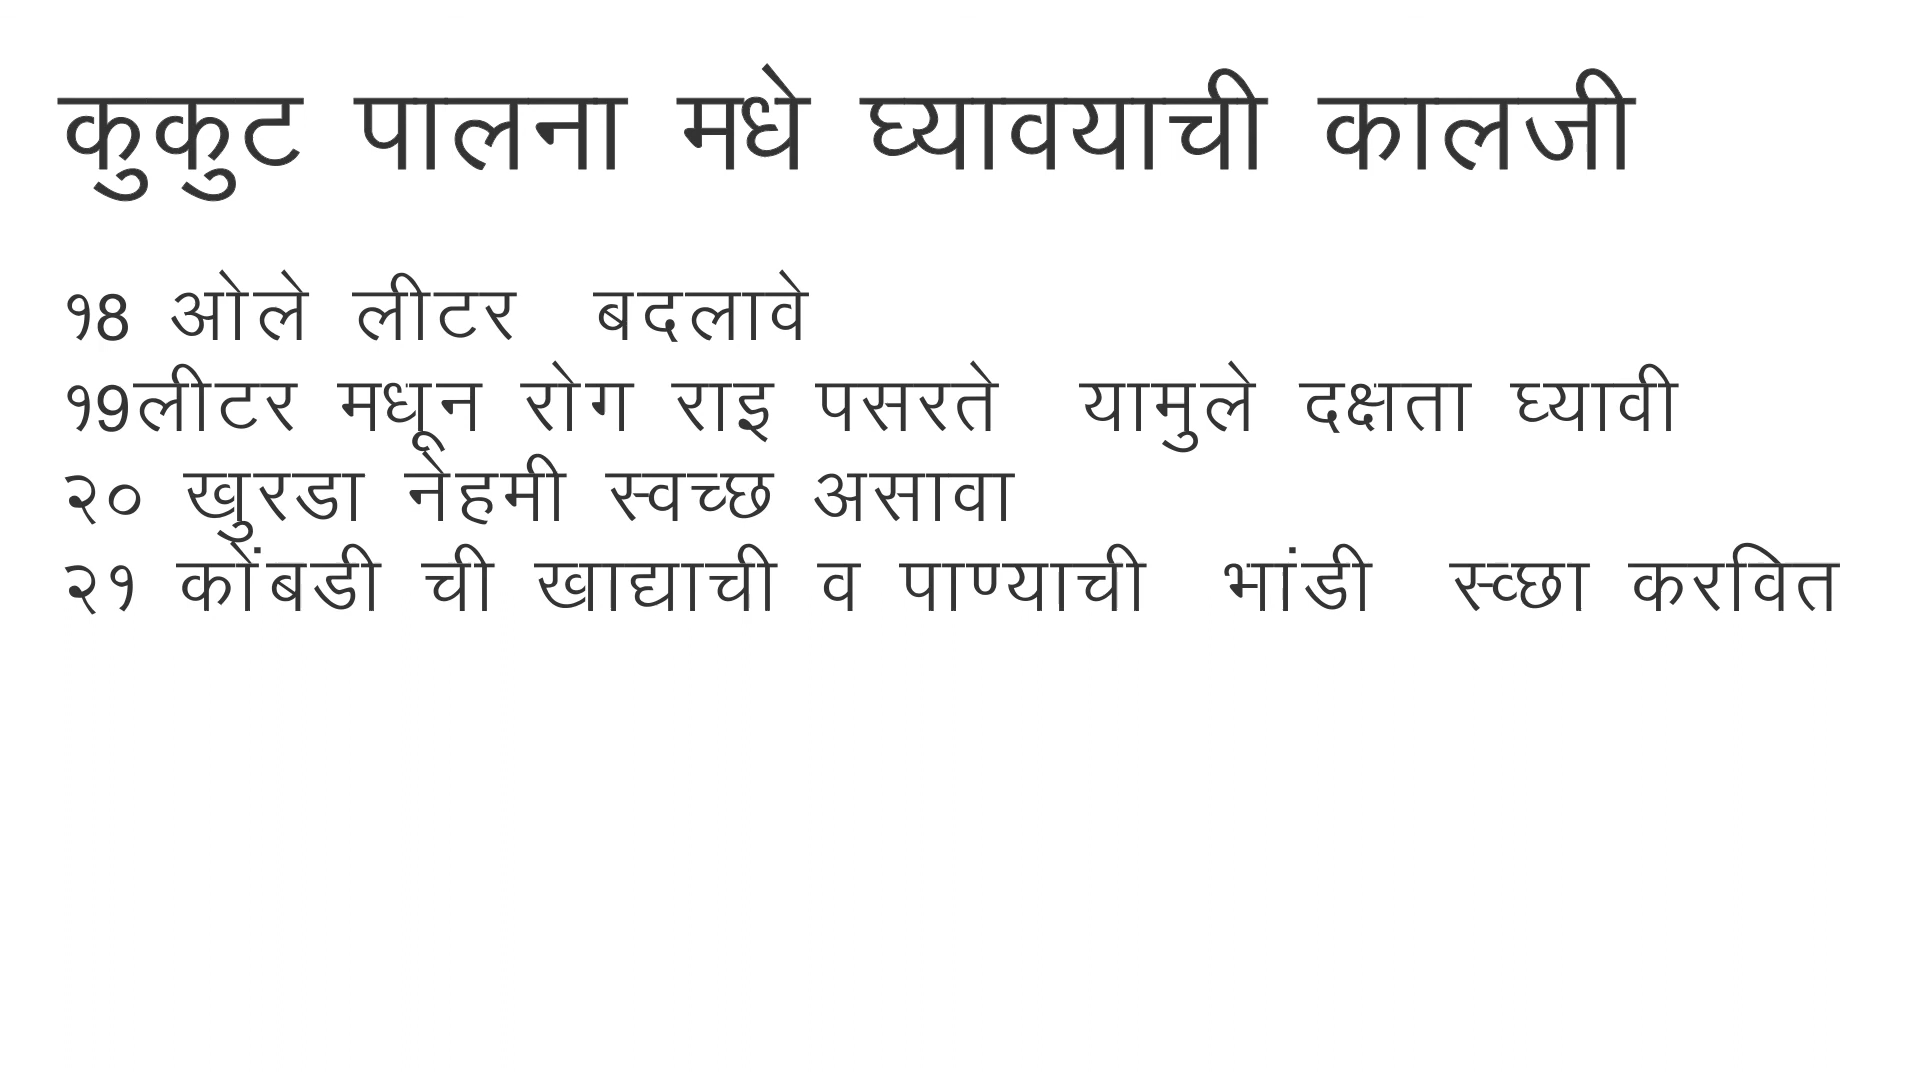 कुकुट पालना मधे घ्यावयाची कालजी
१8 ओले लीटर बदलावे
१9लीटर मधून रोग राइ पसरते यामुले दक्षता घ्यावी
२० खुरडा नेहमी स्वच्छ असावा
२१ कोंबडी ची खाद्याची व पाण्याची भांडी स्व्छा करवित